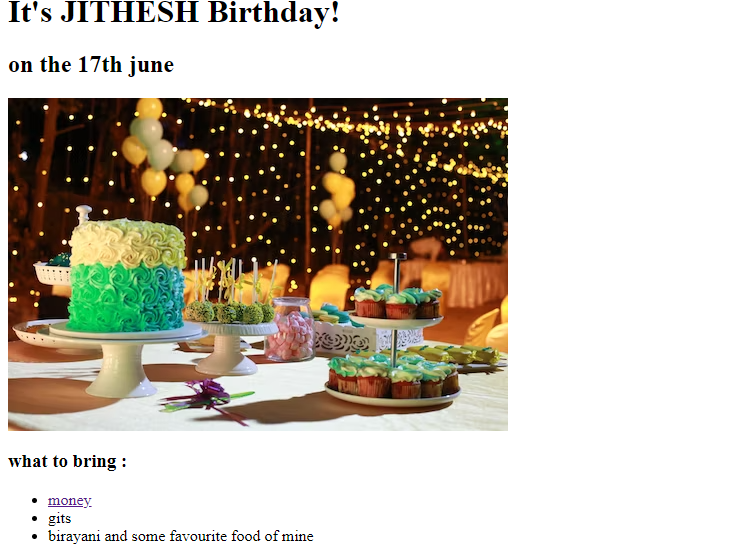 It's JITHESH Birthday!
on the 17th june
what to bring :
money
gits
birayani and some favourite food of mine